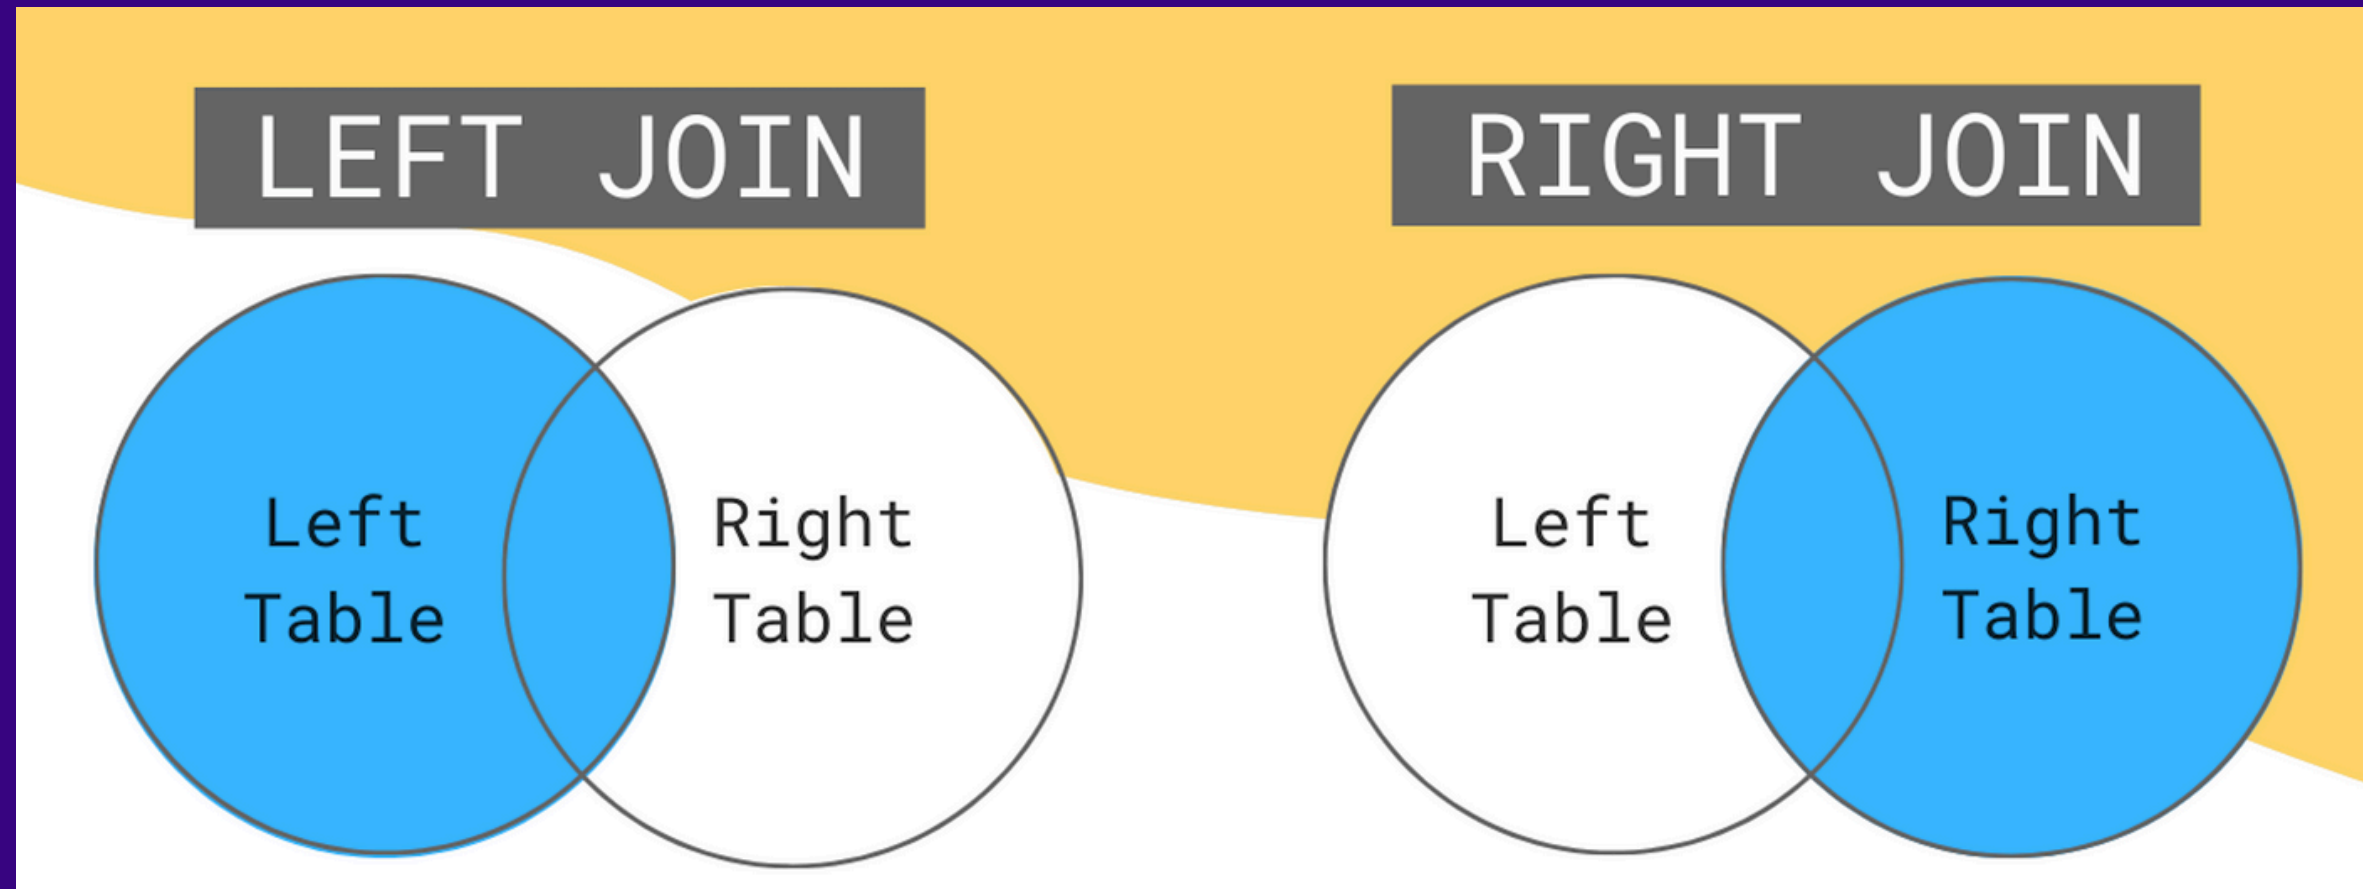 LEFT JOIN
Left
Table
Right
Table
RIGHT JOIN
Left
Table
Right
Table